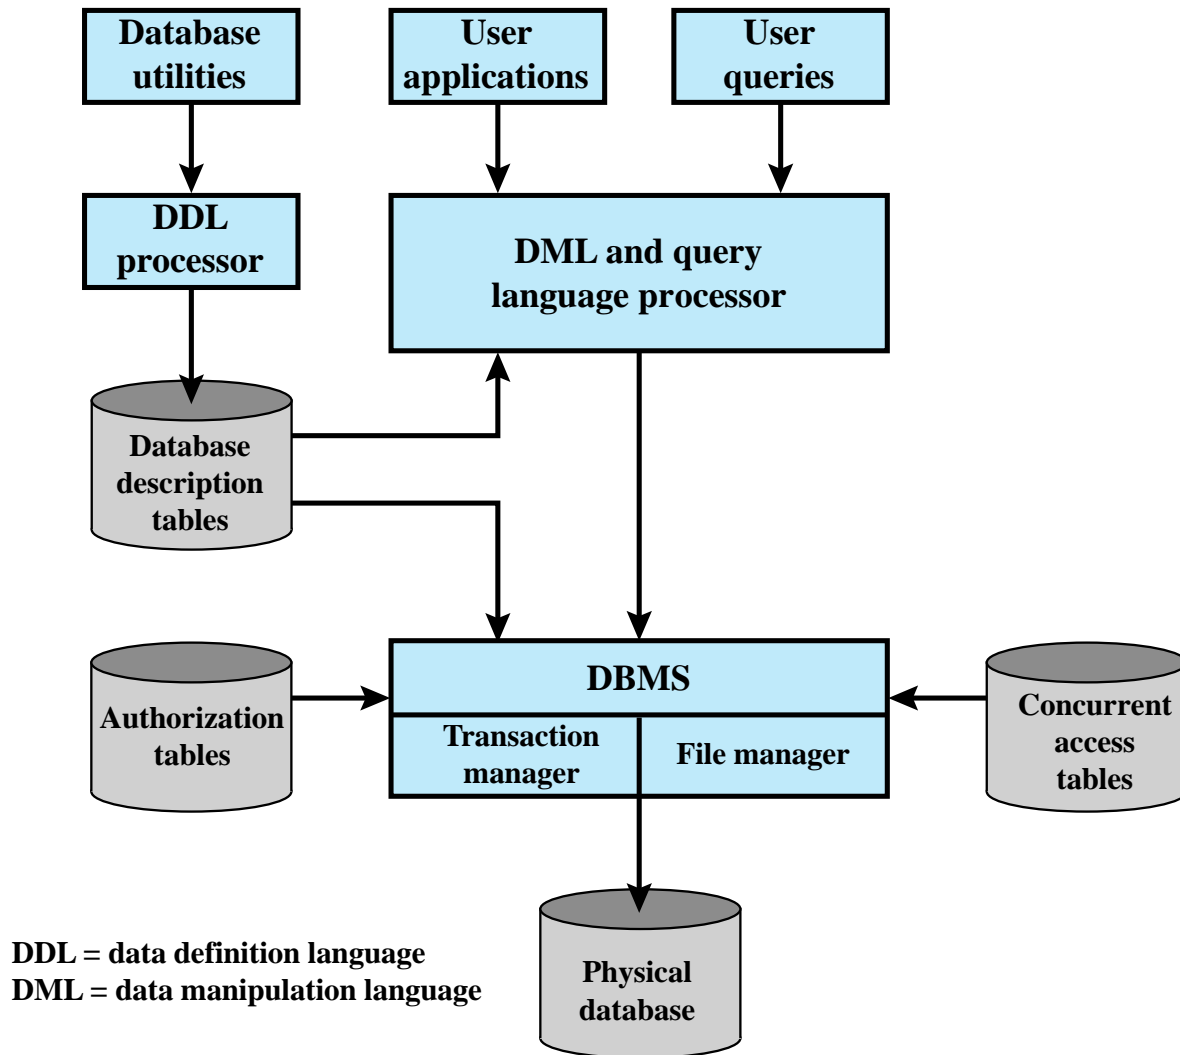 Database
utilities
User
applications
User
queries
DDL
processor
DML and query
language processor
Database
description
tables
DBMS
Transaction
manager
File manager
Authorization
tables
Concurrent
access
tables
Physical
database
DDL = data definition language
DML = data manipulation language